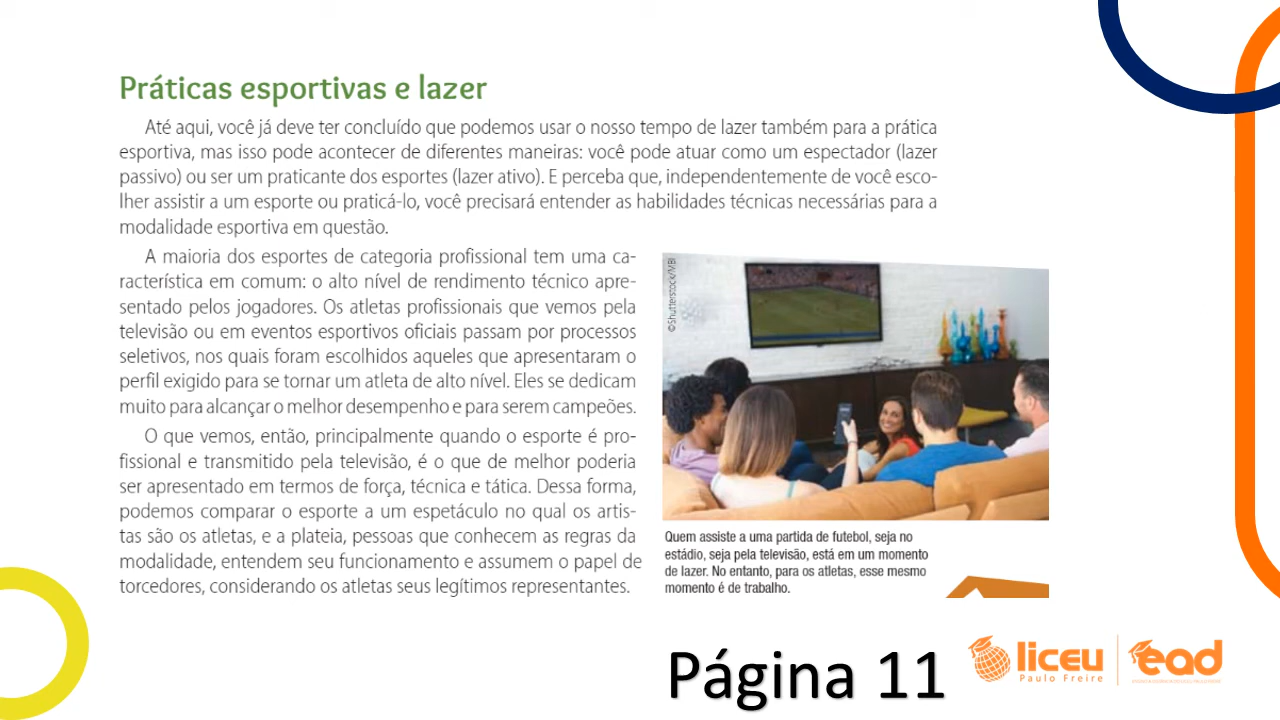 Práticas esportivas e lazer
Até aqui, você já deve ter concluído que podemos usar o nosso tempo de lazer também para a prática
esportiva, mas isso pode acontecer de diferentes maneiras: você pode atuar como um espectador (lazer
passivo) ou ser um praticante dos esportes (lazer ativo). E perceba que, independentemente de você esco-
lher assistir a um esporte ou praticá-lo, você precisará entender as habilidades técnicas necessárias para a
modalidade esportiva em questão.
A maioria dos esportes de categoria profissional tem uma ca-
racterística em comum: o alto nível de rendimento técnico apre-
sentado pelos jogadores. Os atletas profissionais que vemos pela
televisão ou em eventos esportivos oficiais passam por processos
seletivos, nos quais foram escolhidos aqueles que apresentaram o
perfil exigido para se tornar um atleta de alto nível. Eles se dedicam
muito para alcançar o melhor desempenho e para serem campeões.
O que vemos, então, principalmente quando o esporte é pro-
fissional e transmitido pela televisão, é o que de melhor poderia
ser apresentado em termos de força, técnica e tática. Dessa forma,
podemos comparar o esporte a um espetáculo no qual os artis-
tas são os atletas, e a plateia, pessoas que conhecem as regras da
modalidade, entendem seu funcionamento e assumem o papel de
torcedores, considerando os atletas seus legítimos representantes.
©Shutterstock/MBI
Quem assiste a uma partida de futebol, seja no
estádio, seja pela televisão, está em um momento
de lazer. No entanto, para os atletas, esse mesmo
momento é de trabalho.
Página 11
liceu
Paulo Freire
ead